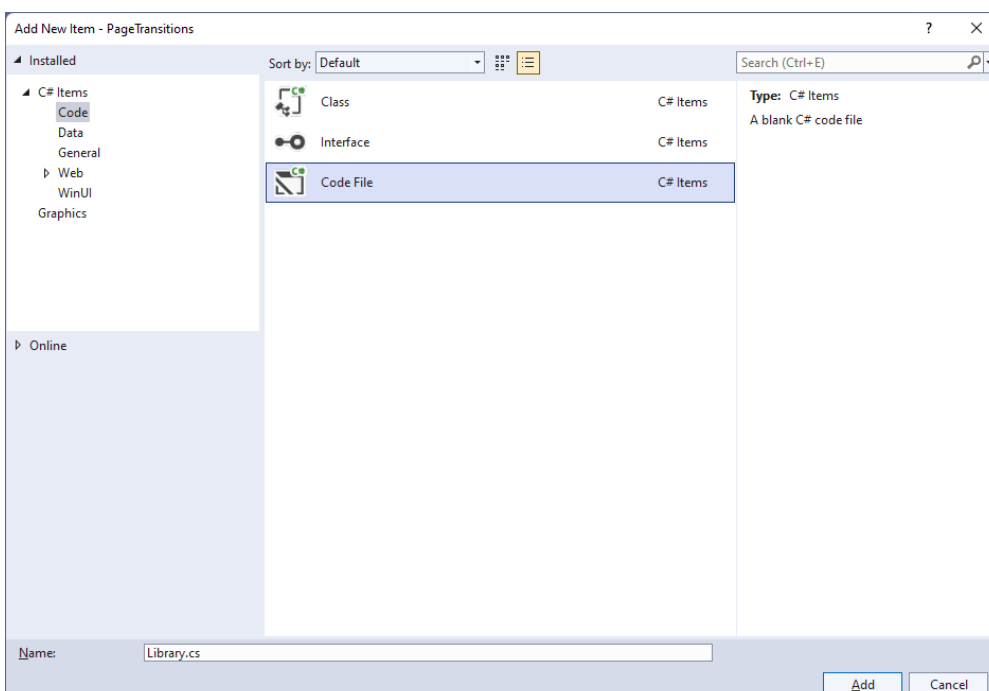 Add New Item - PageTransitions ? ×
Installed
Sort by: Default
Search (Ctrl+E)
C# Items
Code
Data
General
Web
WinUI
Graphics
Online
Class C# Items
Interface C# Items
Code File C# Items
Type: C# Items
A blank C# code file
Name: Library.cs
Add Cancel